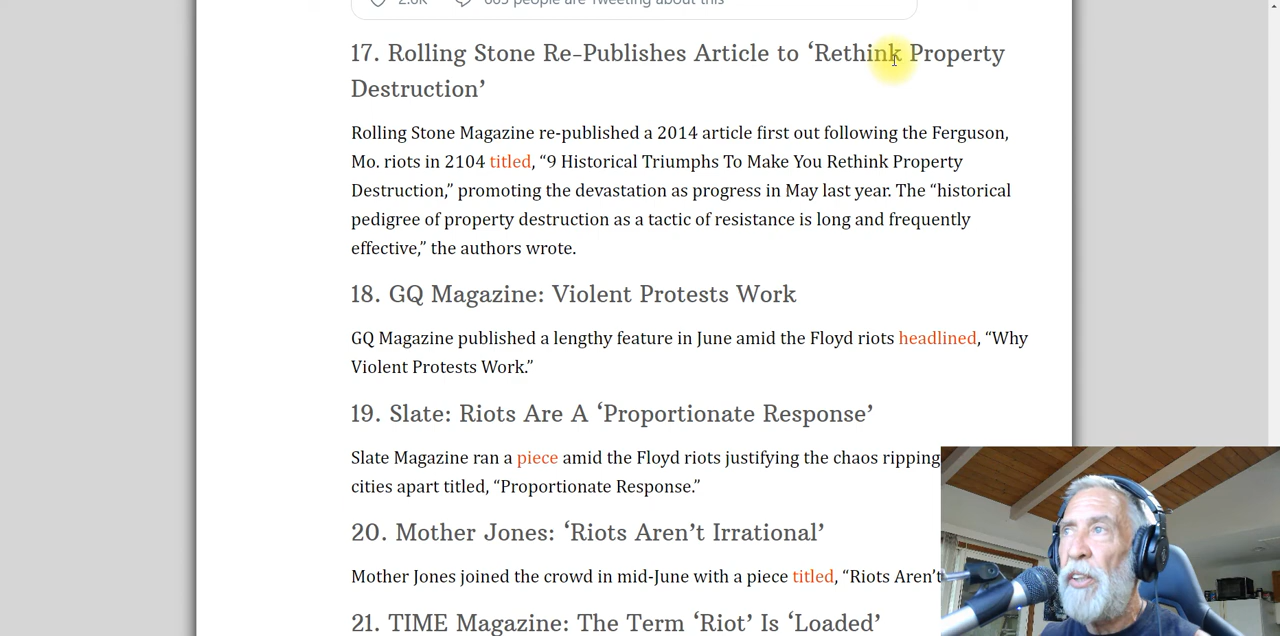 2.6K 665 people are Tweeting about this
17. Rolling Stone Re-Publishes Article to ‘Rethink Property
Destruction’
Rolling Stone Magazine re-published a 2014 article first out following the Ferguson,
Mo. riots in 2104 titled, “9 Historical Triumphs To Make You Rethink Property
Destruction,” promoting the devastation as progress in May last year. The “historical
pedigree of property destruction as a tactic of resistance is long and frequently
effective,” the authors wrote.
18. GQ Magazine: Violent Protests Work
GQ Magazine published a lengthy feature in June amid the Floyd riots headlined, “Why
Violent Protests Work.”
19. Slate: Riots Are A ‘Proportionate Response’
Slate Magazine ran a piece amid the Floyd riots justifying the chaos ripping
cities apart titled, “Proportionate Response.”
20. Mother Jones: ‘Riots Aren’t Irrational’
Mother Jones joined the crowd in mid-June with a piece titled, “Riots Aren’t
21. TIME Magazine: The Term ‘Riot’ Is ‘Loaded’